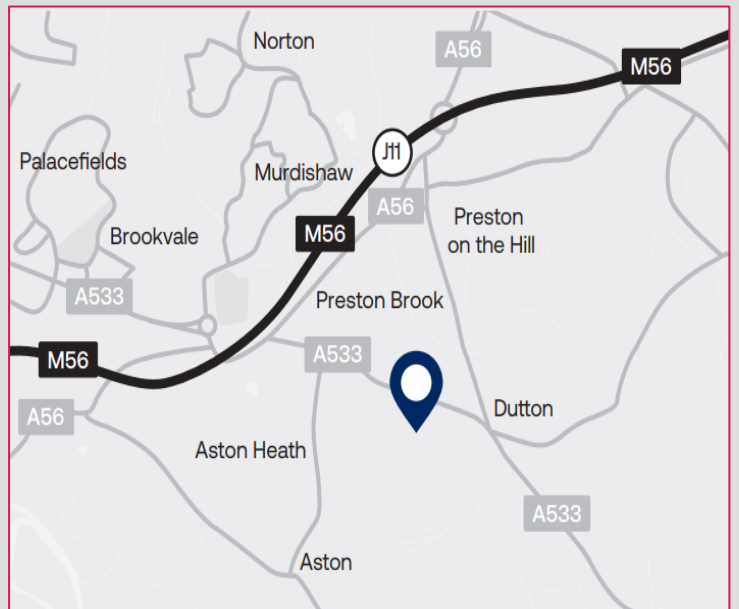 Norton
A56
M56
J11
Palacefields
Murdishaw
A56
Preston
on the Hill
Brookvale
M56
A533
Preston Brook
A533
M56
A56
Dutton
Aston Heath
A533
Aston